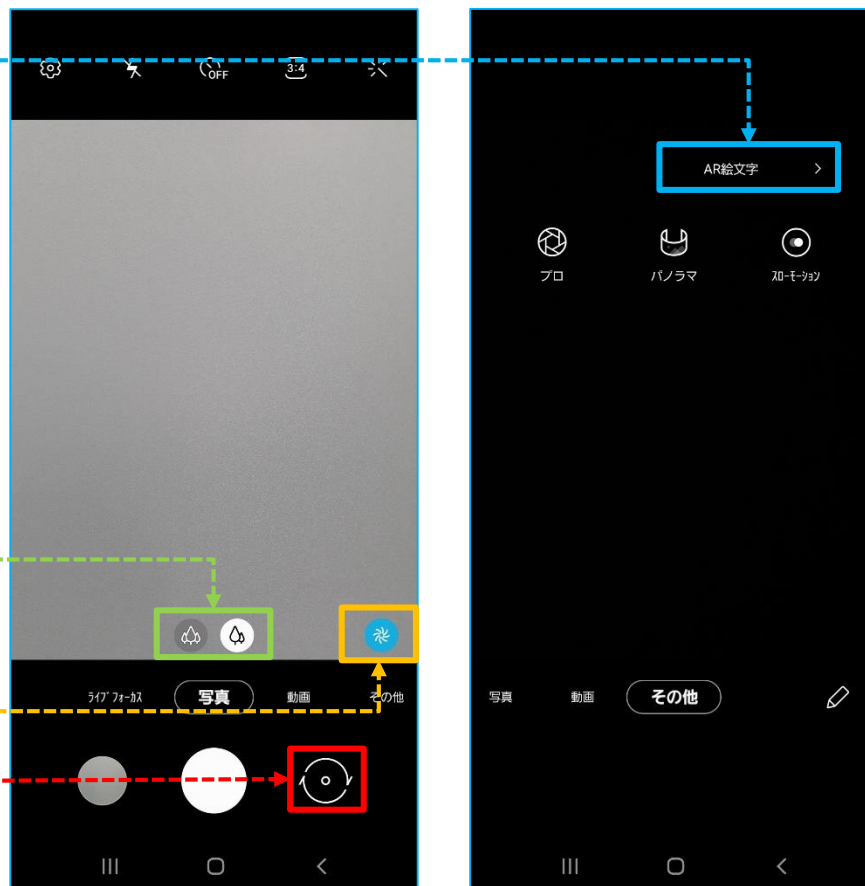 OFF
3:4
ﾗｲﾌﾞﾌｫｰｶｽ
写真
動画
その他
AR絵文字
プロ
パノラマ
ｽﾛｰﾓｰｼｮﾝ
写真
動画
その他